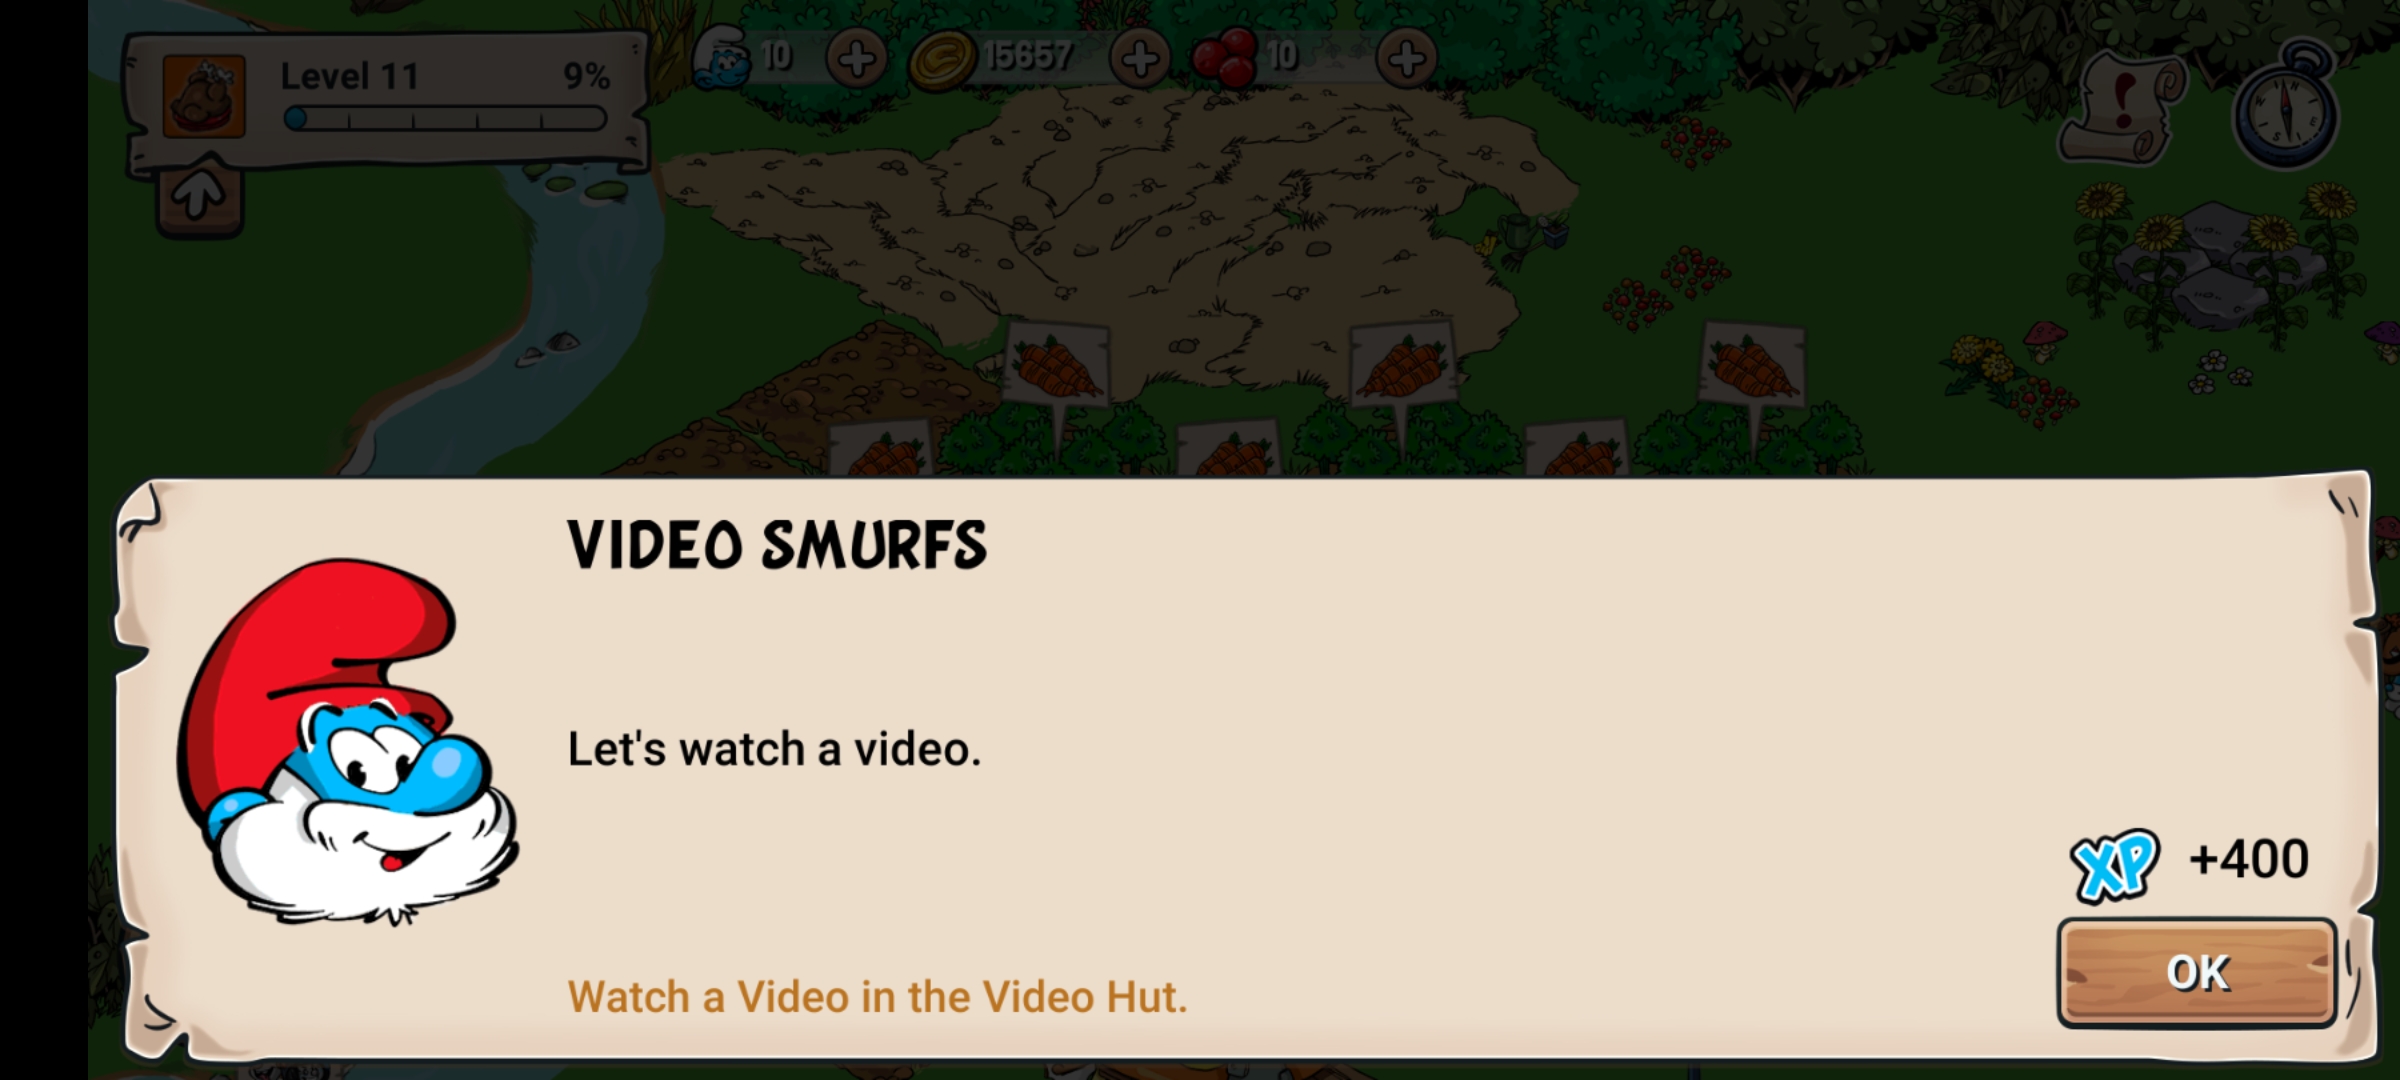 Level 11 9%
10
15657
10
VIDEO SMURFS
Let's watch a video.
XP +400
Watch a Video in the Video Hut.
OK